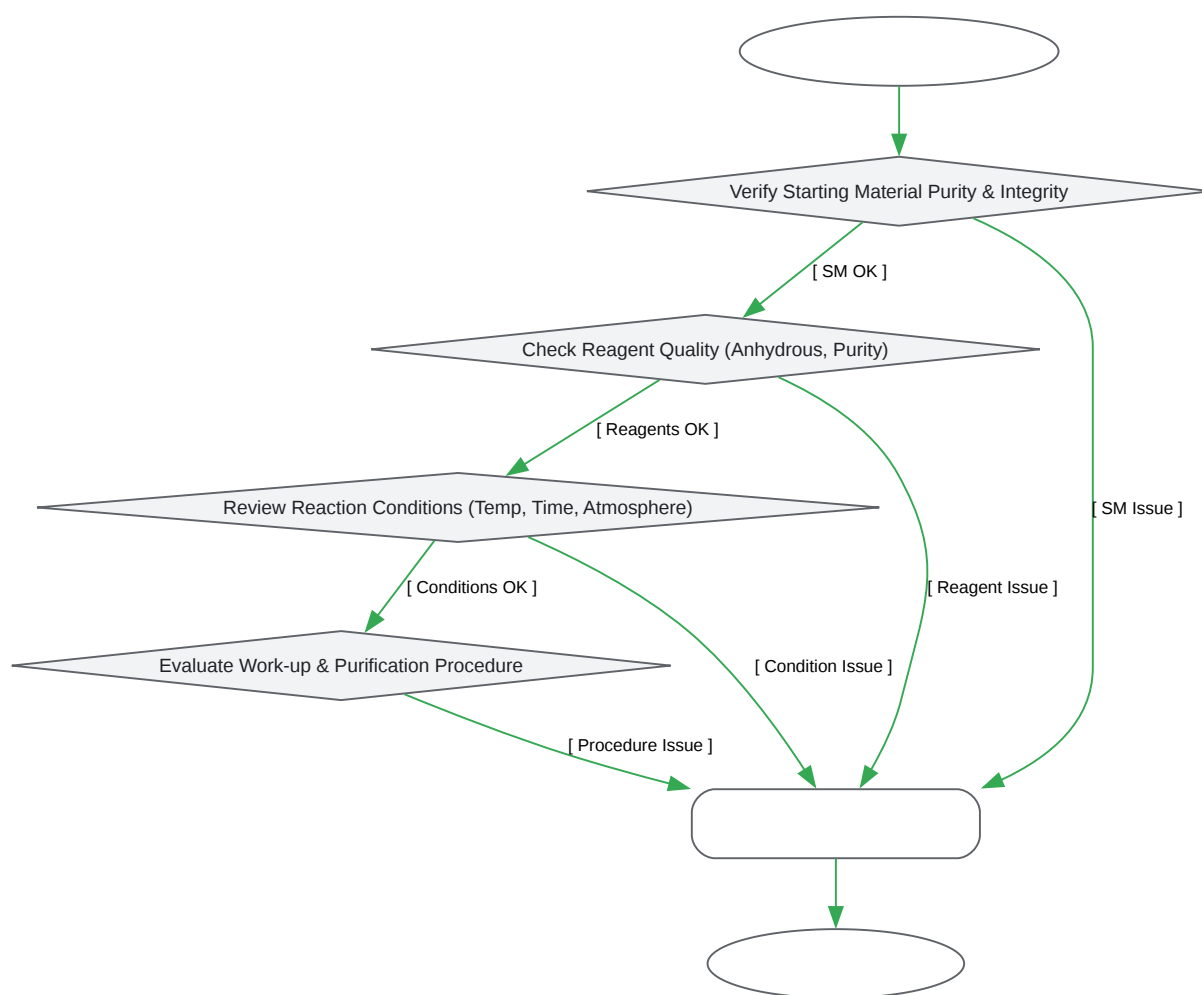 Verify Starting Material Purity & Integrity
[ SM OK ]
Check Reagent Quality (Anhydrous, Purity)
[ Reagents OK ]
Review Reaction Conditions (Temp, Time, Atmosphere)
[ SM Issue ]
[ Conditions OK ]
[ Reagent Issue ]
Evaluate Work-up & Purification Procedure
[ Condition Issue ]
[ Procedure Issue ]